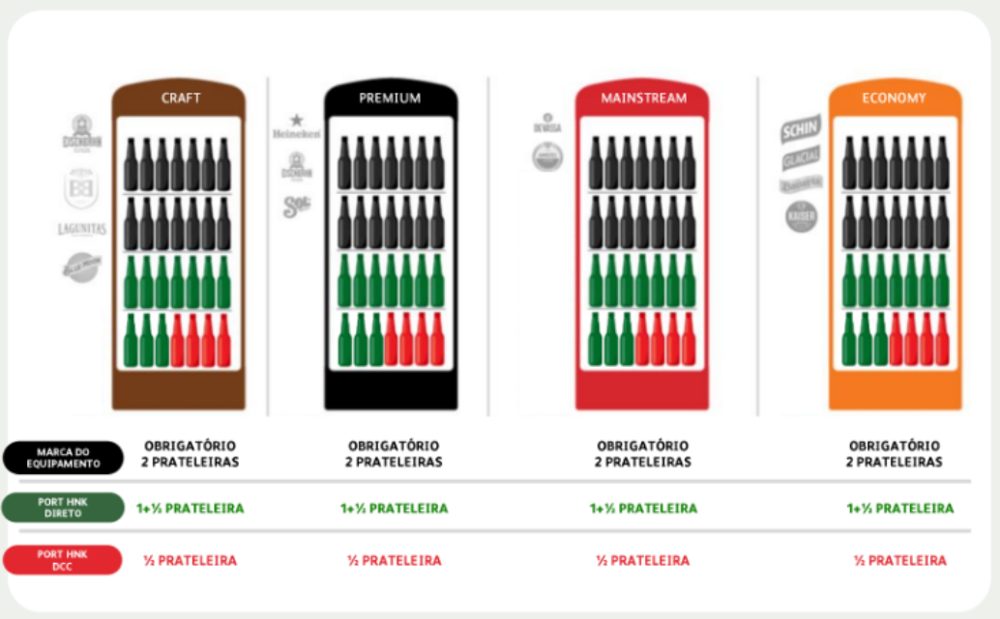 CRAFT
PREMIUM
MAINSTREAM
ECONOMY
EISENBAHN
LAGUNITAS
BLUE MOON
Heineken
EISENBAHN
Sol
DEVASSA
SCHIN
GLACIAL
KAISER
MARCA DO
EQUIPAMENTO
OBRIGATÓRIO
2 PRATELEIRAS
OBRIGATÓRIO
2 PRATELEIRAS
OBRIGATÓRIO
2 PRATELEIRAS
OBRIGATÓRIO
2 PRATELEIRAS
PORT HNK
DIRETO
1+½ PRATELEIRA
1+½ PRATELEIRA
1+½ PRATELEIRA
1+½ PRATELEIRA
PORT HNK
DCC
½ PRATELEIRA
½ PRATELEIRA
½ PRATELEIRA
½ PRATELEIRA